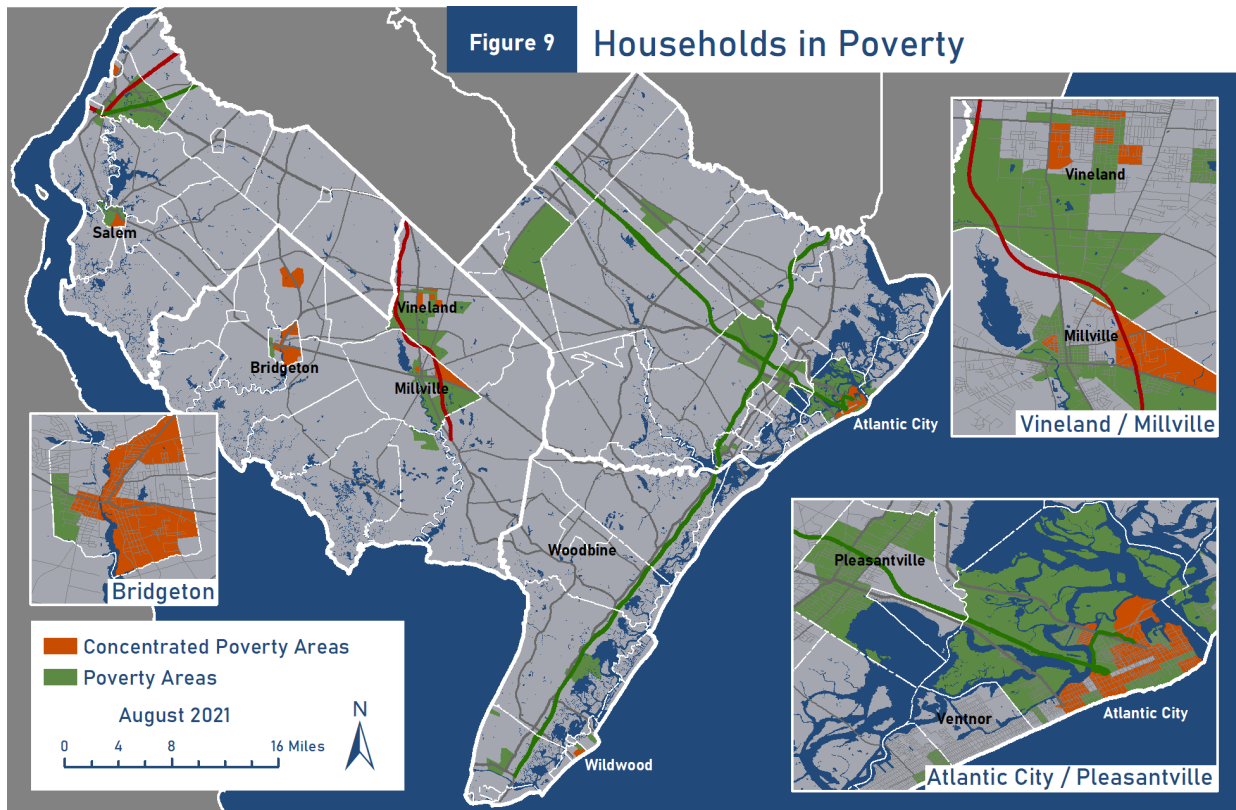 Figure 9
Households in Poverty
Salem
Vineland
Bridgeton
Millville
Atlantic City
Woodbine
Wildwood
Vineland
Millville
Vineland / Millville
Bridgeton
Pleasantville
Ventnor
Atlantic City
Atlantic City / Pleasantville
Concentrated Poverty Areas
Poverty Areas
August 2021
N
0 4 8 16 Miles